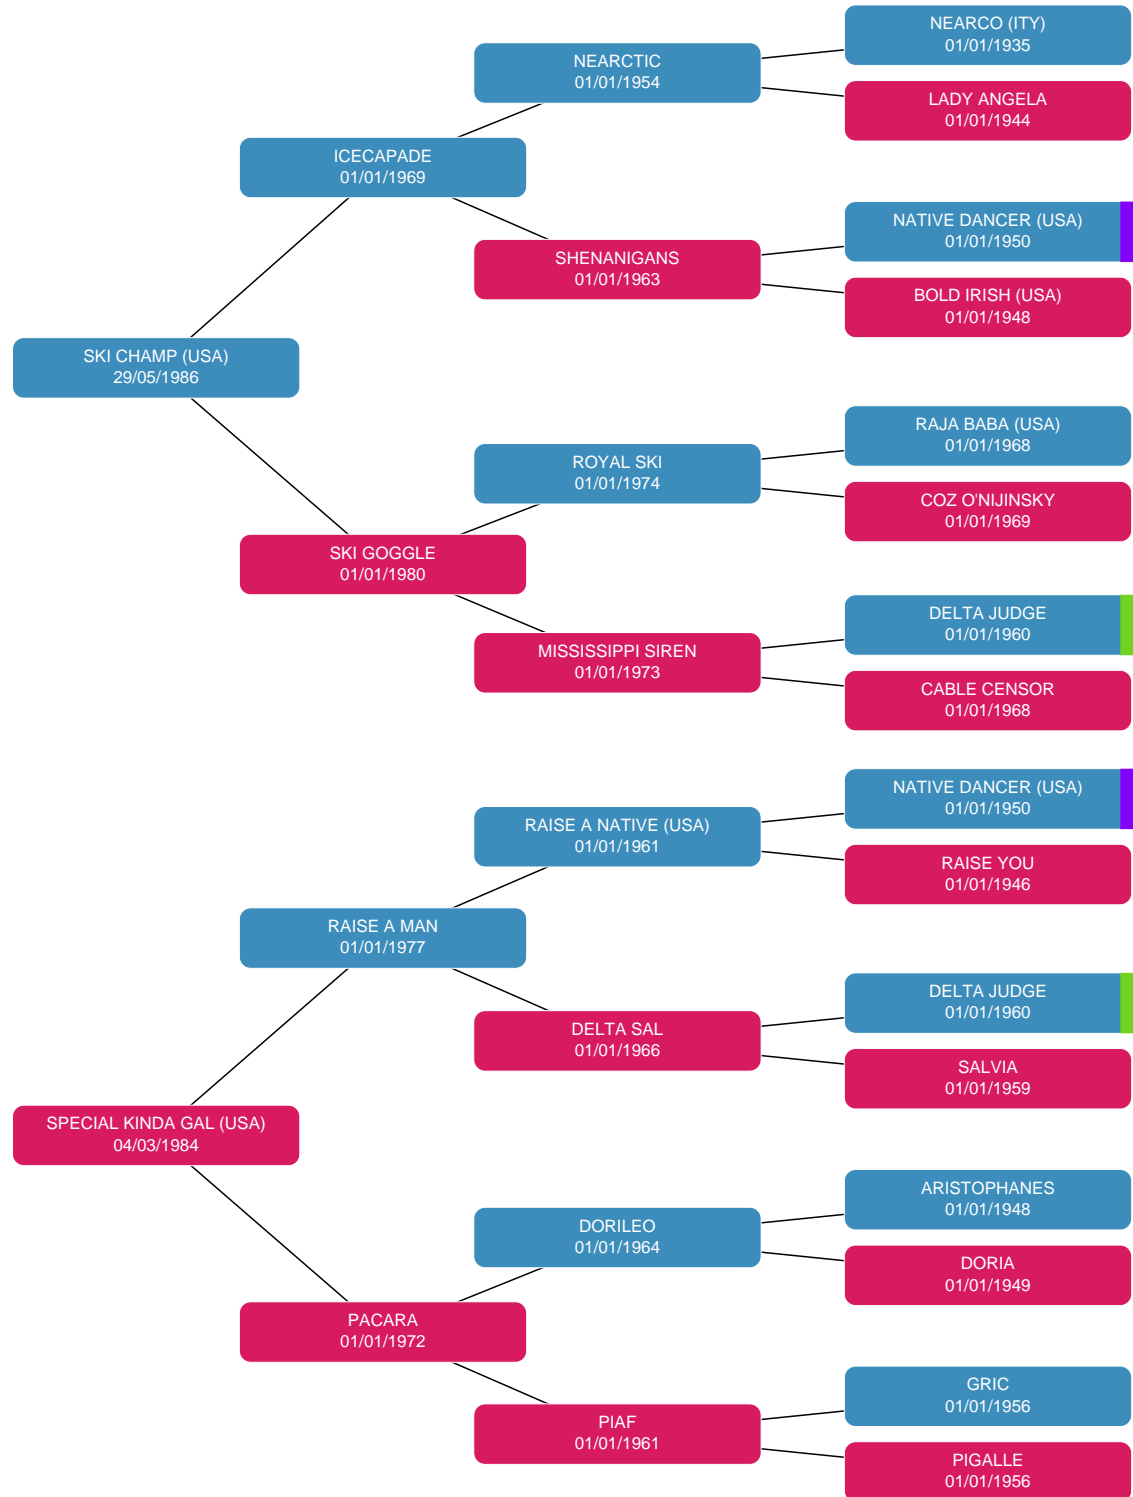 NEARCO (ITY)
01/01/1935
NEARCTIC
01/01/1954
LADY ANGELA
01/01/1944
ICECAPADE
01/01/1969
NATIVE DANCER (USA)
01/01/1950
SHENANIGANS
01/01/1963
BOLD IRISH (USA)
01/01/1948
SKI CHAMP (USA)
29/05/1986
RAJA BABA (USA)
01/01/1968
ROYAL SKI
01/01/1974
COZ O'NIJINSKY
01/01/1969
SKI GOGGLE
01/01/1980
DELTA JUDGE
01/01/1960
MISSISSIPPI SIREN
01/01/1973
CABLE CENSOR
01/01/1968
NATIVE DANCER (USA)
01/01/1950
RAISE A NATIVE (USA)
01/01/1961
RAISE YOU
01/01/1946
RAISE A MAN
01/01/1977
DELTA JUDGE
01/01/1960
DELTA SAL
01/01/1966
SALVIA
01/01/1959
SPECIAL KINDA GAL (USA)
04/03/1984
ARISTOPHANES
01/01/1948
DORILEO
01/01/1964
DORIA
01/01/1949
PACARA
01/01/1972
GRIC
01/01/1956
PIAF
01/01/1961
PIGALLE
01/01/1956